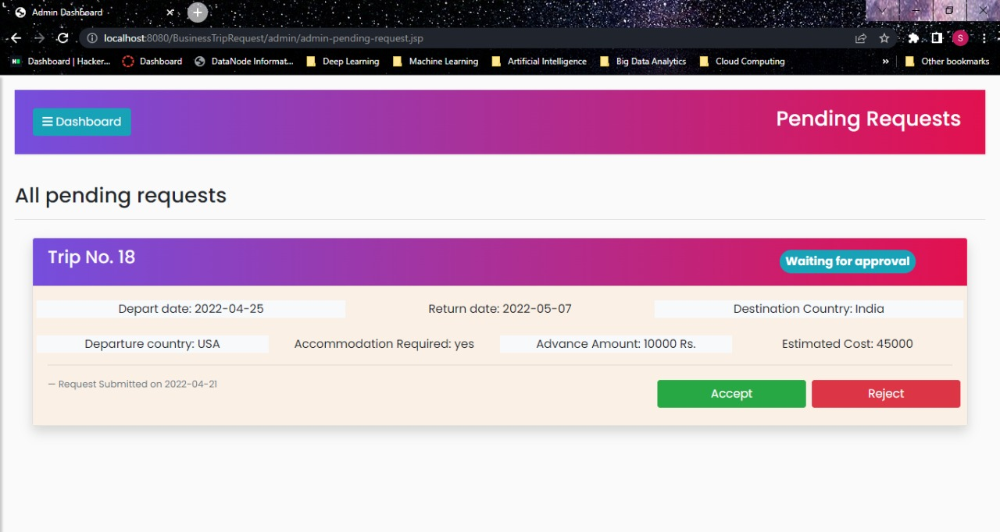 Admin Dashboard
localhost:8080/BusinessTripRequest/admin/admin-pending-request.jsp
S
Dashboard | Hacker... Dashboard DataNode Informat... Deep Learning Machine Learning Artificial Intelligence Big Data Analytics Cloud Computing » Other bookmarks
Dashboard Pending Requests
All pending requests
Trip No. 18 Waiting for approval
Depart date: 2022-04-25 Return date: 2022-05-07 Destination Country: India
Departure country: USA Accommodation Required: yes Advance Amount: 10000 Rs. Estimated Cost: 45000
— Request Submitted on 2022-04-21
Accept Reject